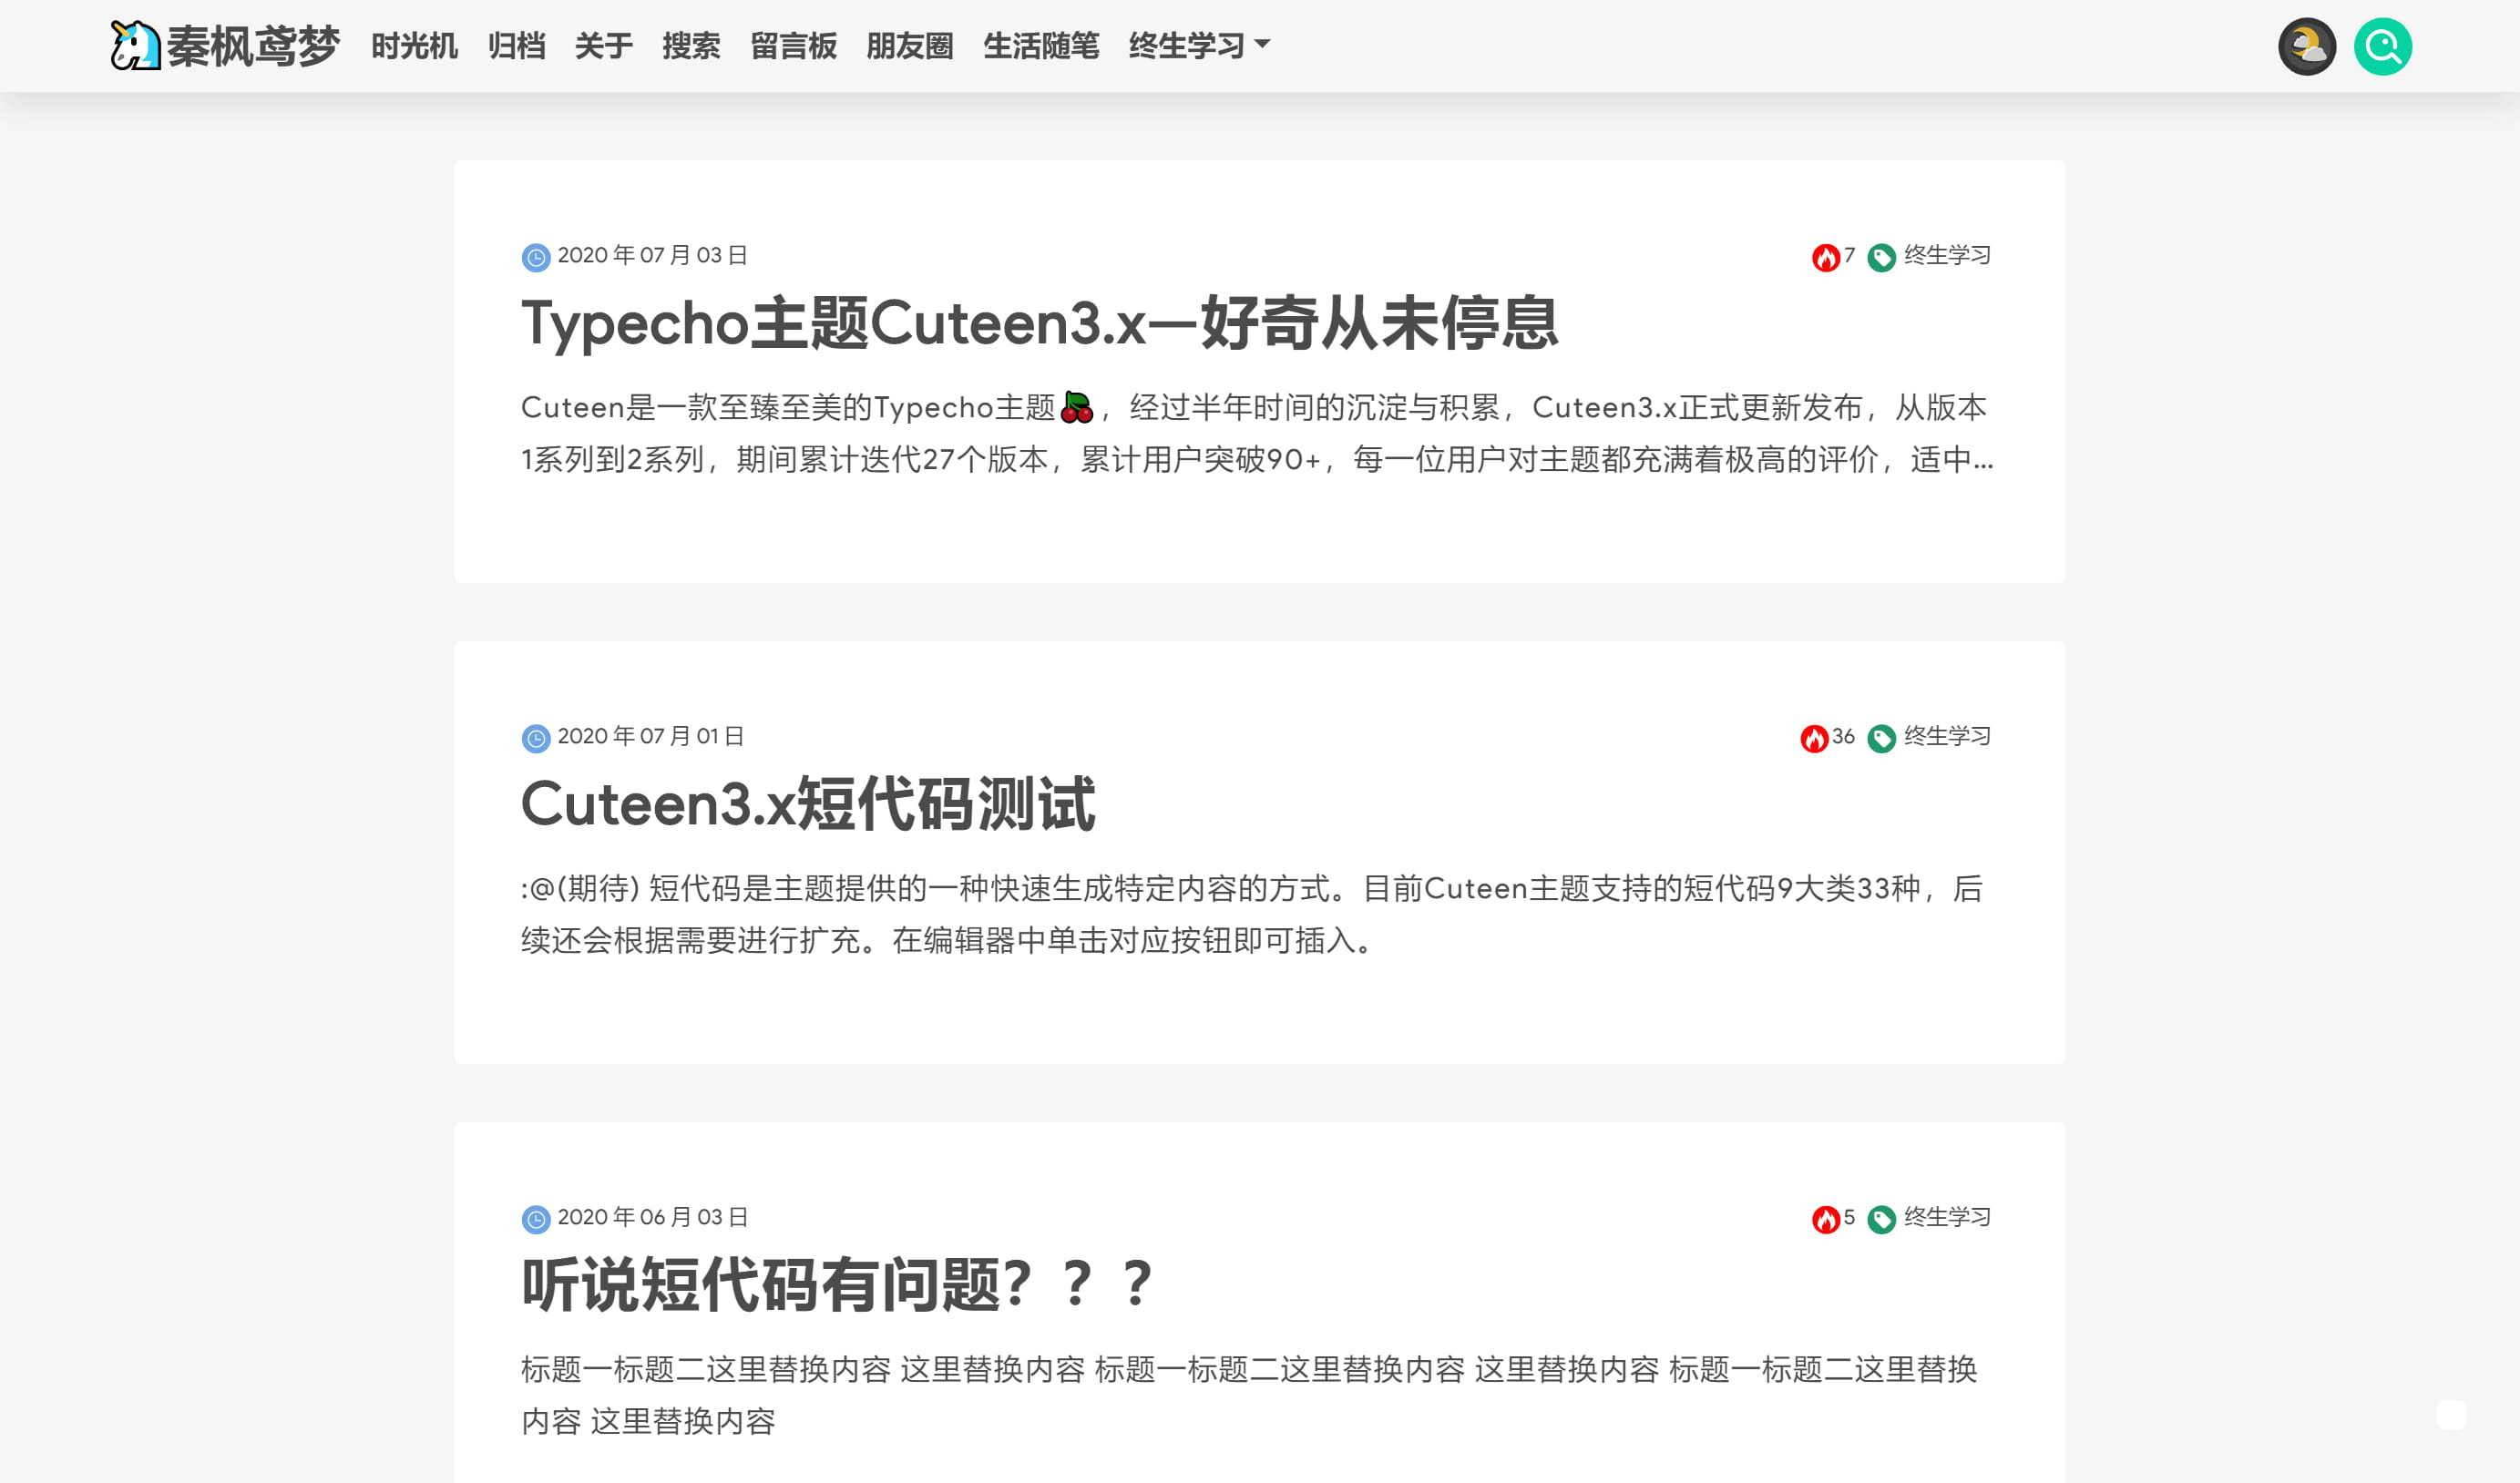 秦枫鸢梦 时光机 归档 关于 搜索 留言板 朋友圈 生活随笔 终生学习
2020 年 07 月 03 日 7 终生学习
Typecho主题Cuteen3.x—好奇从未停息
Cuteen是一款至臻至美的Typecho主题🍒，经过半年时间的沉淀与积累，Cuteen3.x正式更新发布，从版本
1系列到2系列，期间累计迭代27个版本，累计用户突破90+，每一位用户对主题都充满着极高的评价，适中...
2020 年 07 月 01 日 36 终生学习
Cuteen3.x短代码测试
:@(期待) 短代码是主题提供的一种快速生成特定内容的方式。目前Cuteen主题支持的短代码9大类33种，后
续还会根据需要进行扩充。在编辑器中单击对应按钮即可插入。
2020 年 06 月 03 日 5 终生学习
听说短代码有问题？？？
标题一标题二这里替换内容 这里替换内容 标题一标题二这里替换内容 这里替换内容 标题一标题二这里替换
内容 这里替换内容